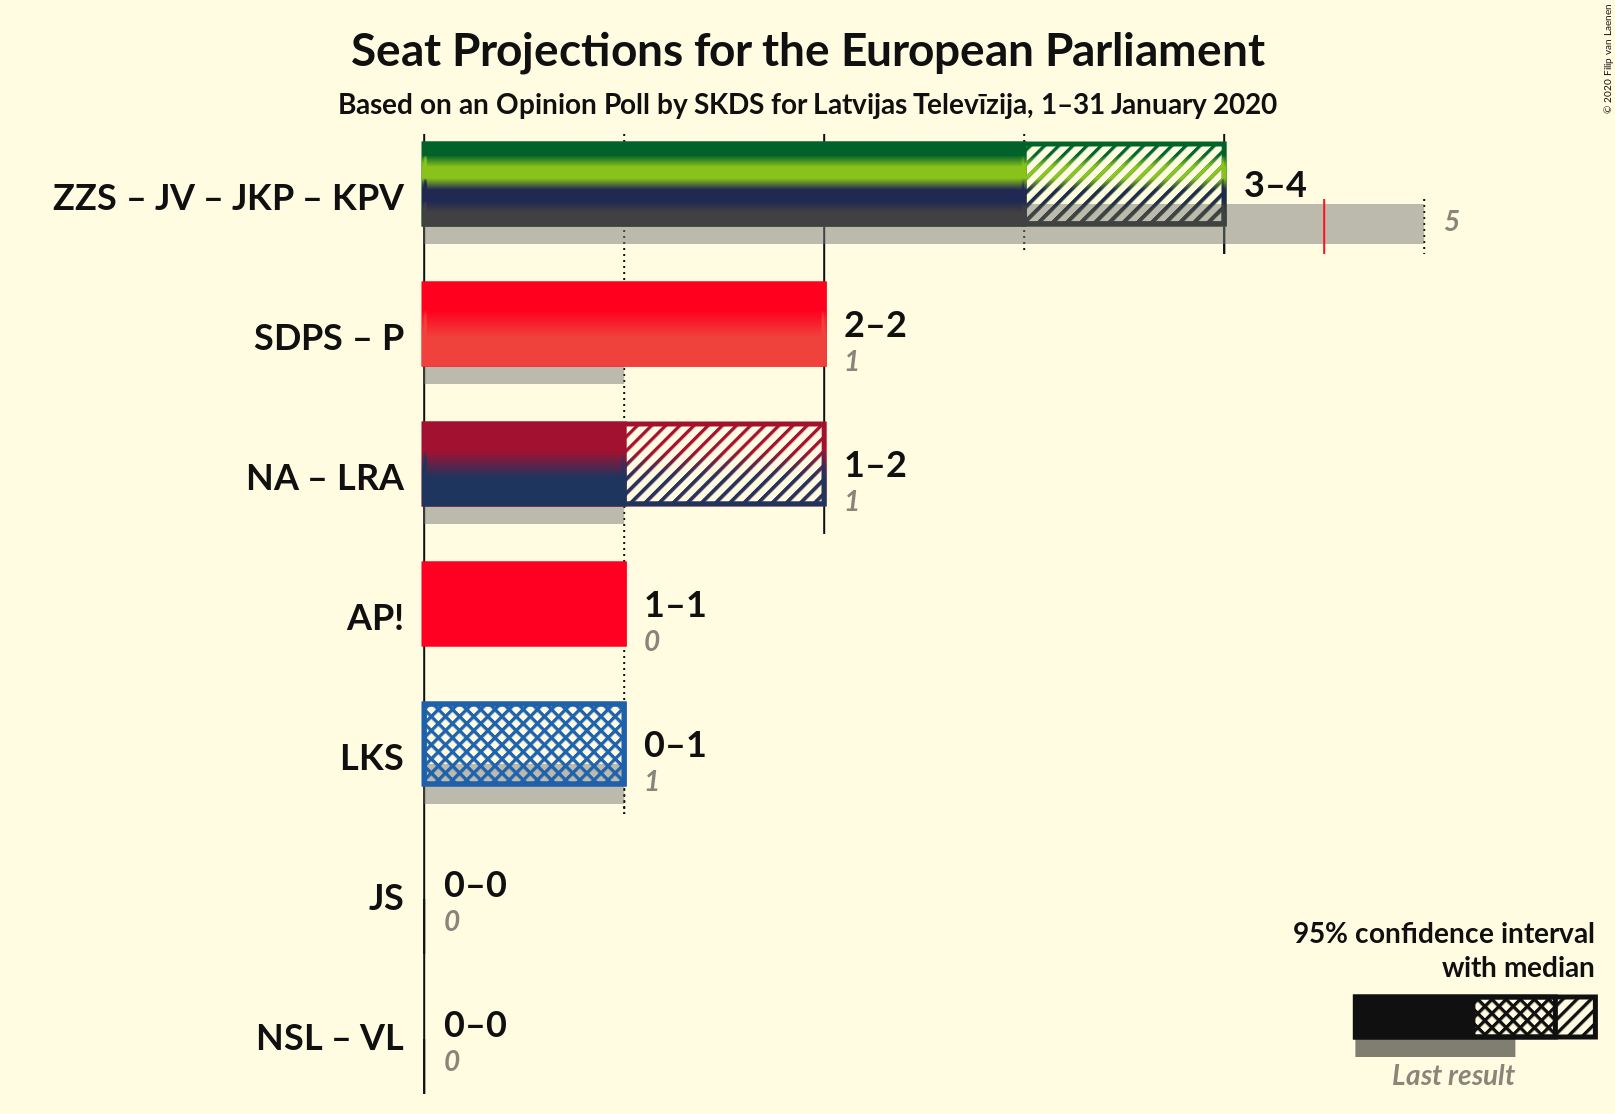 Seat Projections for the European Parliament
Based on an Opinion Poll by SKDS for Latvijas Televīzija, 1–31 January 2020
© 2020 Filip van Laenen
ZZS – JV – JKP – KPV
3–4
5
SDPS – P
2–2
1
NA – LRA
1–2
1
AP!
1–1
0
LKS
0–1
1
JS
0–0
0
NSL – VL
0–0
0
95% confidence interval
with median
Last result